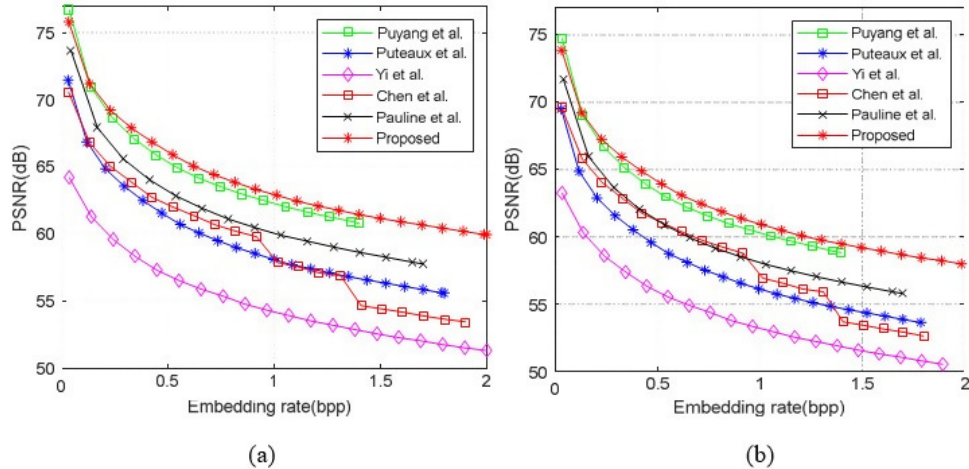 75
70
65
60
55
50
0
0.5
1
1.5
2
PSNR(dB)
Embedding rate(bpp)
Puyang et al.
Puteaux et al.
Yi et al.
Chen et al.
Pauline et al.
Proposed
(a)
75
70
65
60
55
50
0
0.5
1
1.5
2
PSNR(dB)
Embedding rate(bpp)
Puyang et al.
Puteaux et al.
Yi et al.
Chen et al.
Pauline et al.
Proposed
(b)